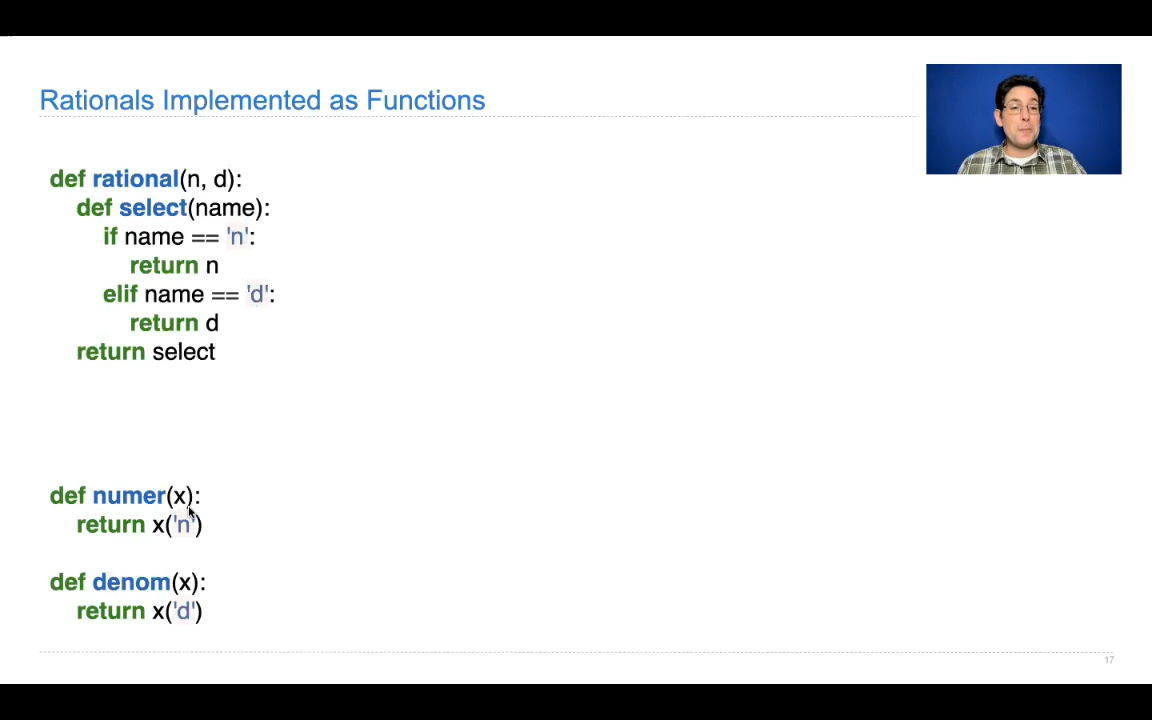 Rationals Implemented as Functions
def rational(n, d):
def select(name):
if name == 'n':
return n
elif name == 'd':
return d
return select
def numer(x):
return x('n')
def denom(x):
return x('d')
17